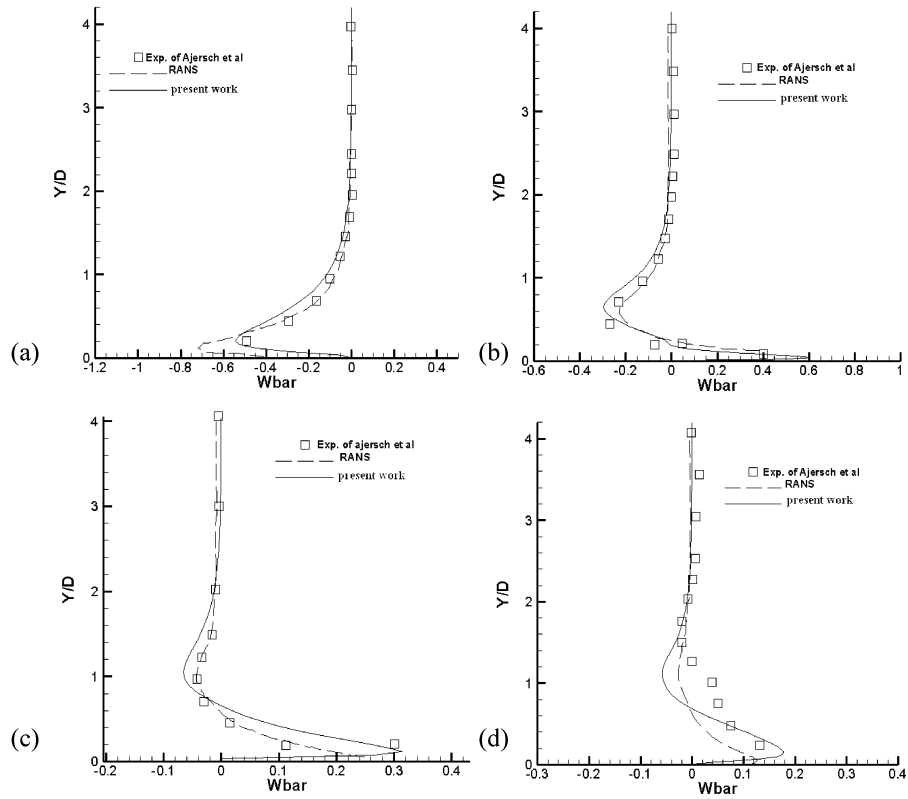 (a)
Y/D
4
3
2
1
0
-1.2 -1 -0.8 -0.6 -0.4 -0.2 0 0.2 0.4
Wbar
Exp. of Ajersch et al
RANS
present work
(b)
Y/D
4
3
2
1
0
-0.6 -0.4 -0.2 0 0.2 0.4 0.6 0.8 1
Wbar
Exp. of Ajersch et al
RANS
present work
(c)
Y/D
4
3
2
1
0
-0.2 -0.1 0 0.1 0.2 0.3 0.4
Wbar
Exp. of ajersch et al
RANS
present work
(d)
Y/D
4
3
2
1
0
-0.3 -0.2 -0.1 0 0.1 0.2 0.3 0.4
Wbar
Exp. of Ajersch et al
RANS
present work